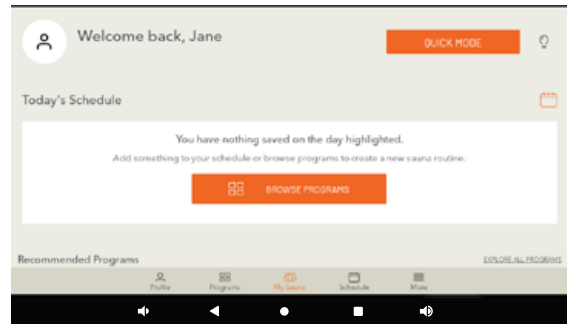 Welcome back, Jane
QUICK MODE
Today's Schedule
You have nothing saved on the day highlighted.
Add something to your schedule or browse programs to create a new sauna routine.
BROWSE PROGRAMS
Recommended Programs
EXPLORE ALL PROGRAMS
Profile
Programs
My Sauna
Schedule
More